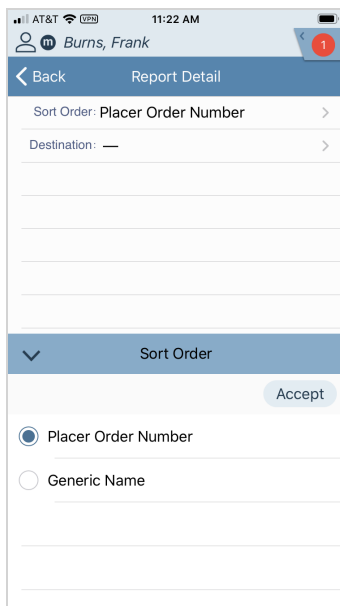 AT&T VPN 11:22 AM
m Burns, Frank 1
Back Report Detail
Sort Order: Placer Order Number
Destination: —
Sort Order
Accept
Placer Order Number
Generic Name